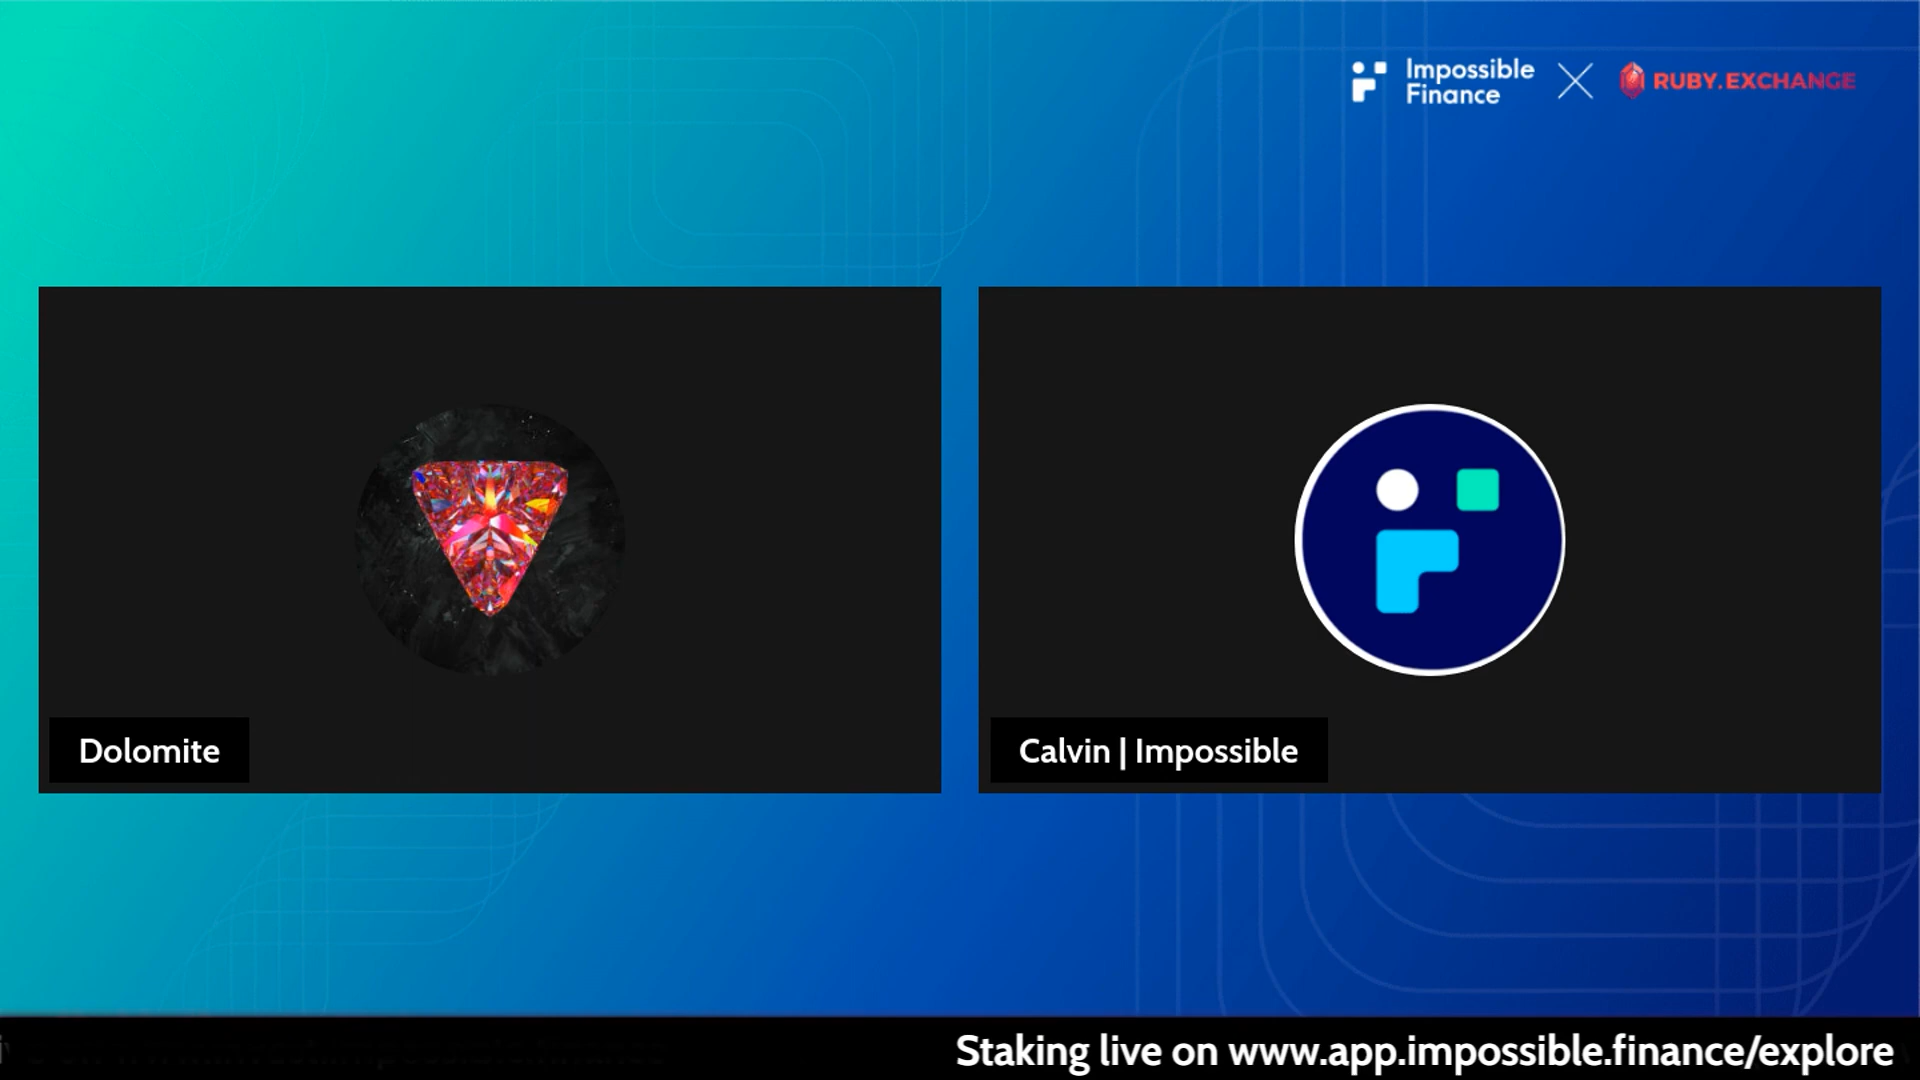 Impossible
Finance
RUBY.EXCHANGE
Dolomite
Calvin | Impossible
Staking live on www.app.impossible.finance/explore